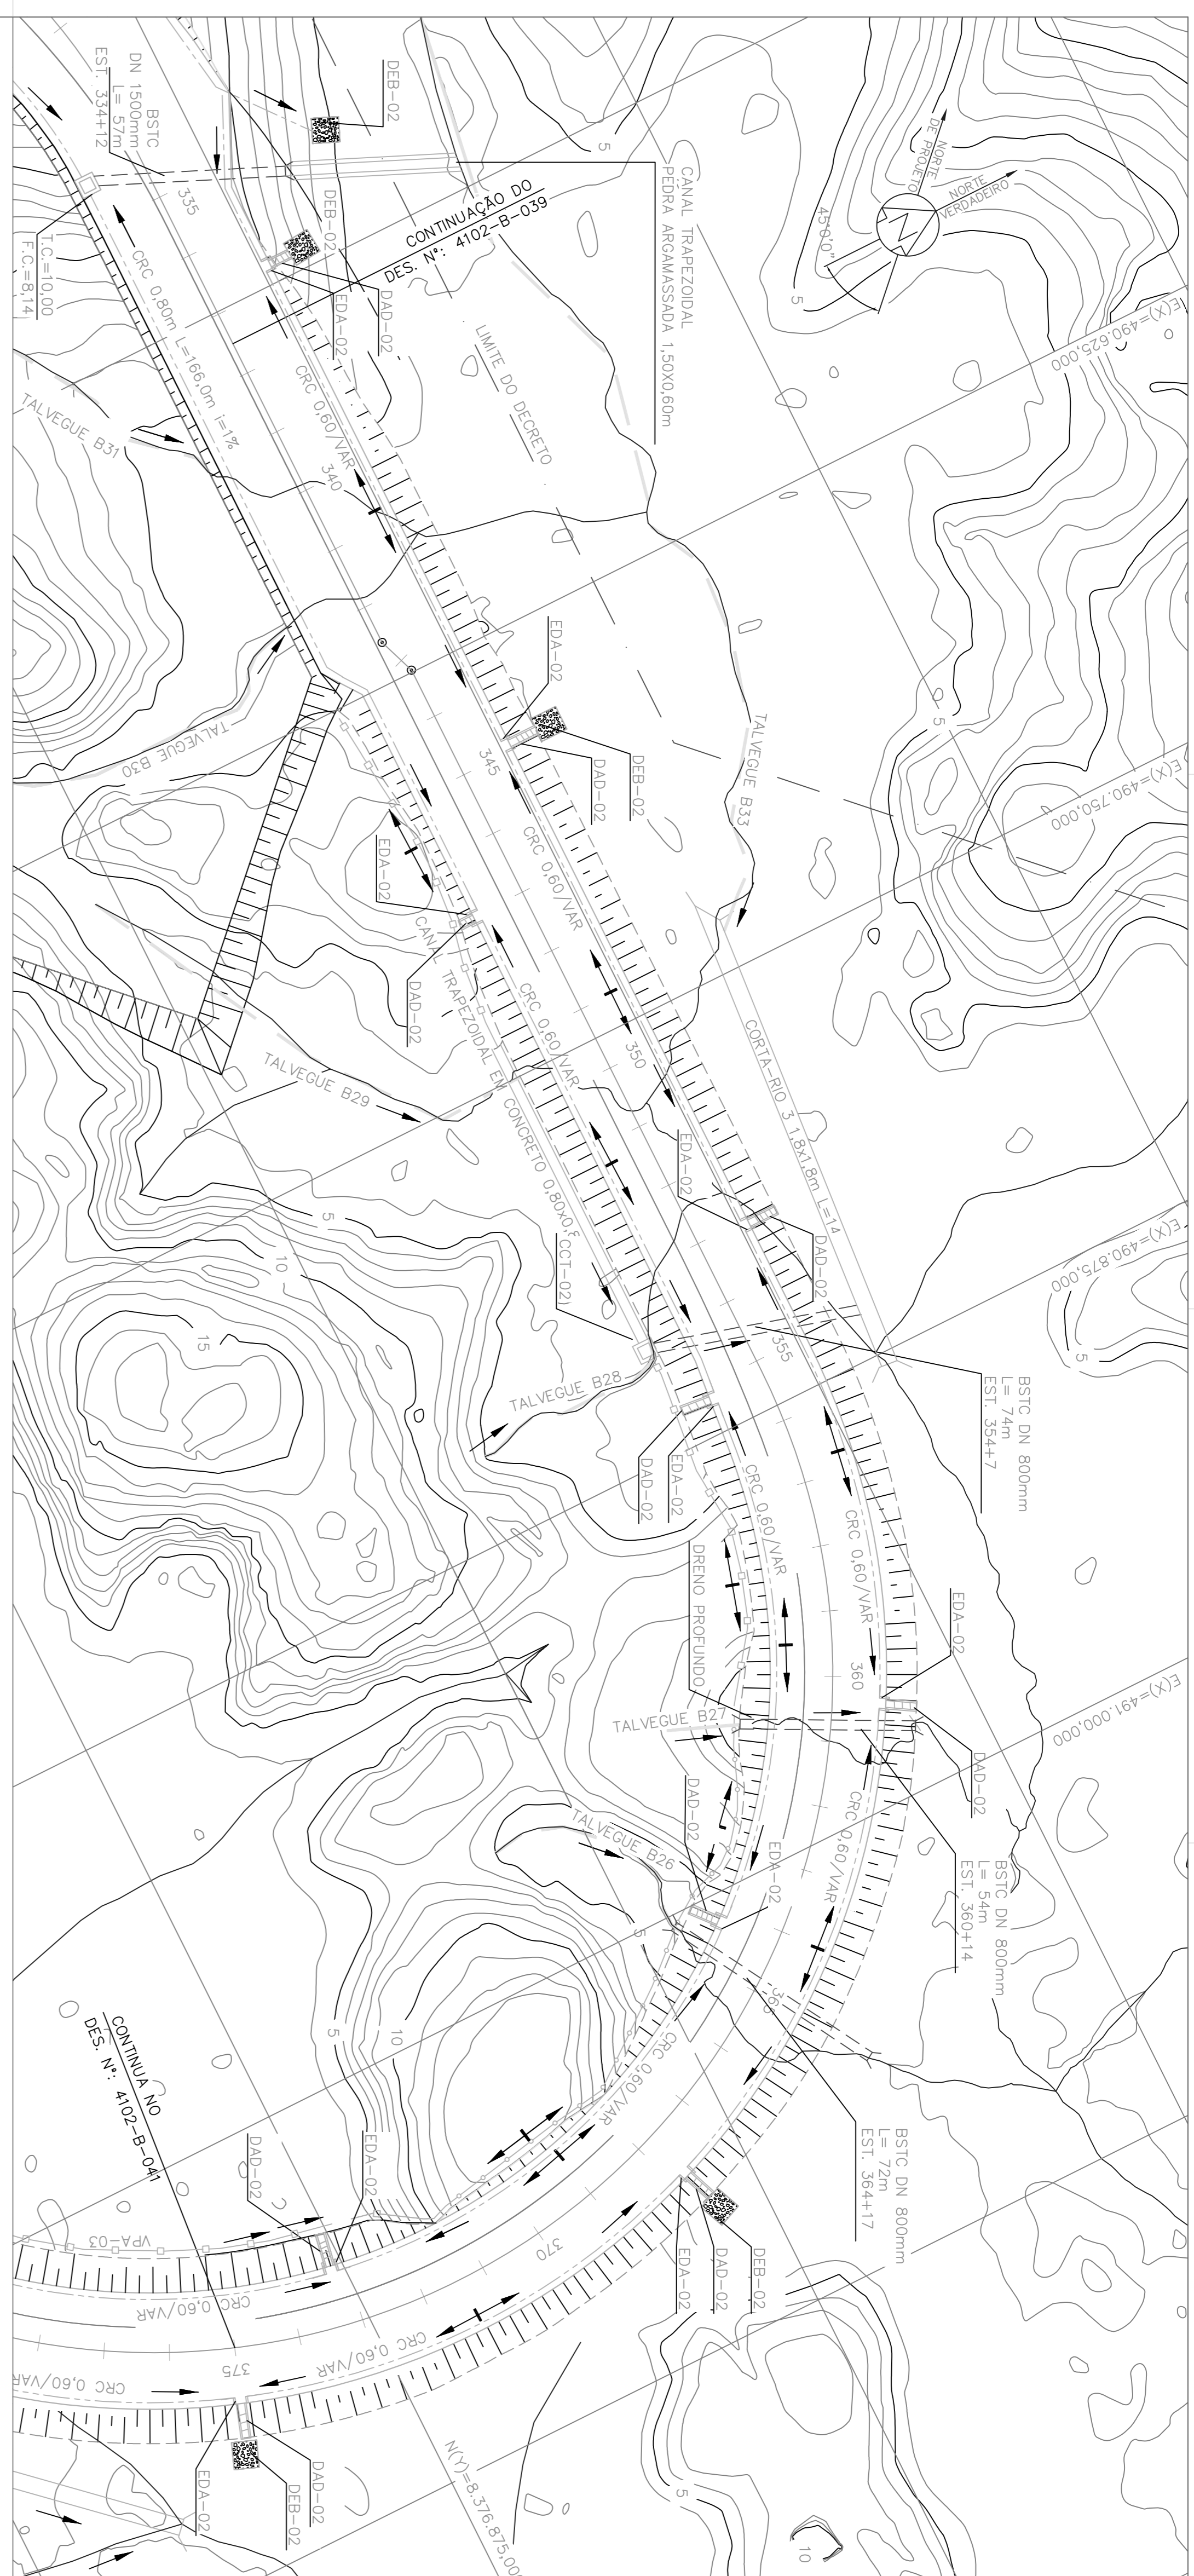 BSTC
DN 1500mm
L= 57m
EST. 334+12
DEB-02
CANAL TRAPEZOIDAL
PEDRA ARGAMASSADA 1,50X0,60m
5
DE NORTE
DE PROJETO
NORTE
VERDADEIRO
45°0'0"
5
335
DEB-02
CONTINUAÇÃO DO
DES. Nº: 4102-B-039
T.C.=10,00
F.C.=8,14
CRC 0,80m L=166,0m i=1%
EDA-02
DAD-02
LIMITE DO DECRETO
E(X)=490.625,000
CRC 0,60/VAR
340
TALVEGUE B31
EDA-02
5
TALVEGUE B30
345
DAD-02
DEB-02
TALVEGUE B33
E(X)=490.750,000
EDA-02
CRC 0,60/VAR
CANAL TRAPEZOIDAL EM CONCRETO 0,80x0,
DAD-02
CRC 0,60/VAR
350
CORTA-RIO 3 1,8x1,8m L=14
TALVEGUE B29
EDA-02
5
10
CCT-02
DAD-02
E(X)=490.875,000
15
355
5
TALVEGUE B28
BSTC DN 800mm
L= 74m
EST. 354+7
DAD-02
EDA-02
CRC 0,60/VAR
CRC 0,60/VAR
DRENO PROFUNDO
EDA-02
360
E(X)=491.000,000
TALVEGUE B27
DAD-02
DAD-02
CRC 0,60/VAR
TALVEGUE B26
EDA-02
BSTC DN 800mm
L= 54m
EST. 360+14
5
365
5
10
CRC 0,60/VAR
CONTINUA NO
DES. Nº: 4102-B-041
BSTC DN 800mm
L= 72m
EST. 364+17
DAD-02
EDA-02
VPA-03
370
EDA-02
DAD-02
DEB-02
CRC 0,60/VAR
375
CRC 0,60/VAR
CRC 0,60/VAR
N(Y)=8.376.875,00
5
EDA-02
DEB-02
DAD-02
10